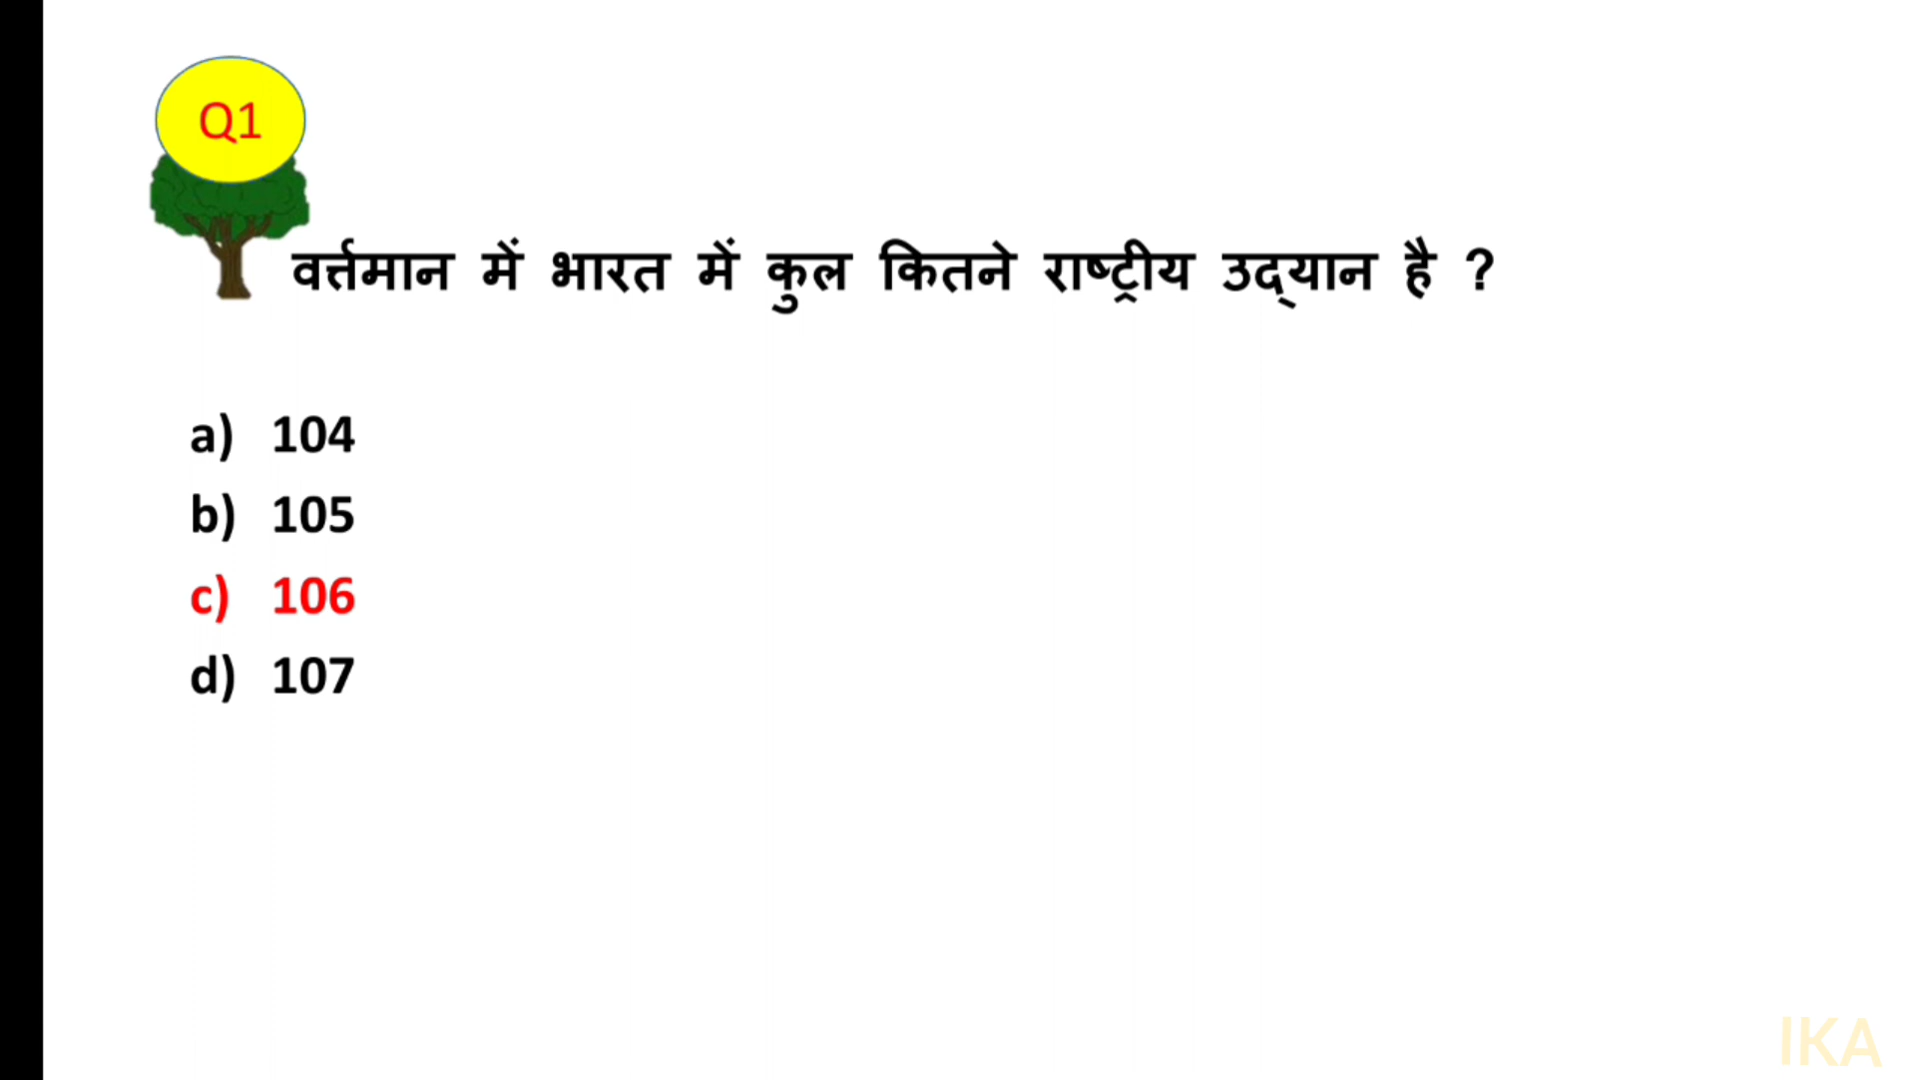 Q1
वर्त्तमान में भारत में कुल कितने राष्ट्रीय उद्‌यान है ?
a) 104
b) 105
c) 106
d) 107
IKA